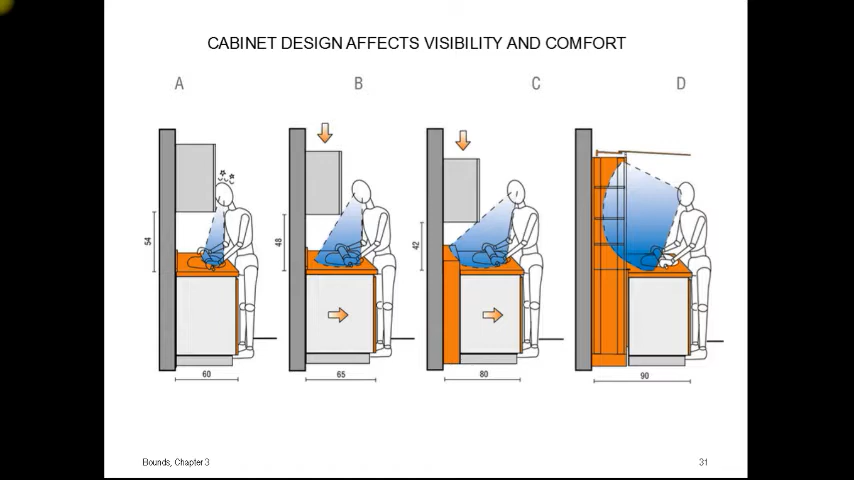 CABINET DESIGN AFFECTS VISIBILITY AND COMFORT
A
B
C
D
54
48
42
60
65
80
90
Bounds, Chapter 3
31